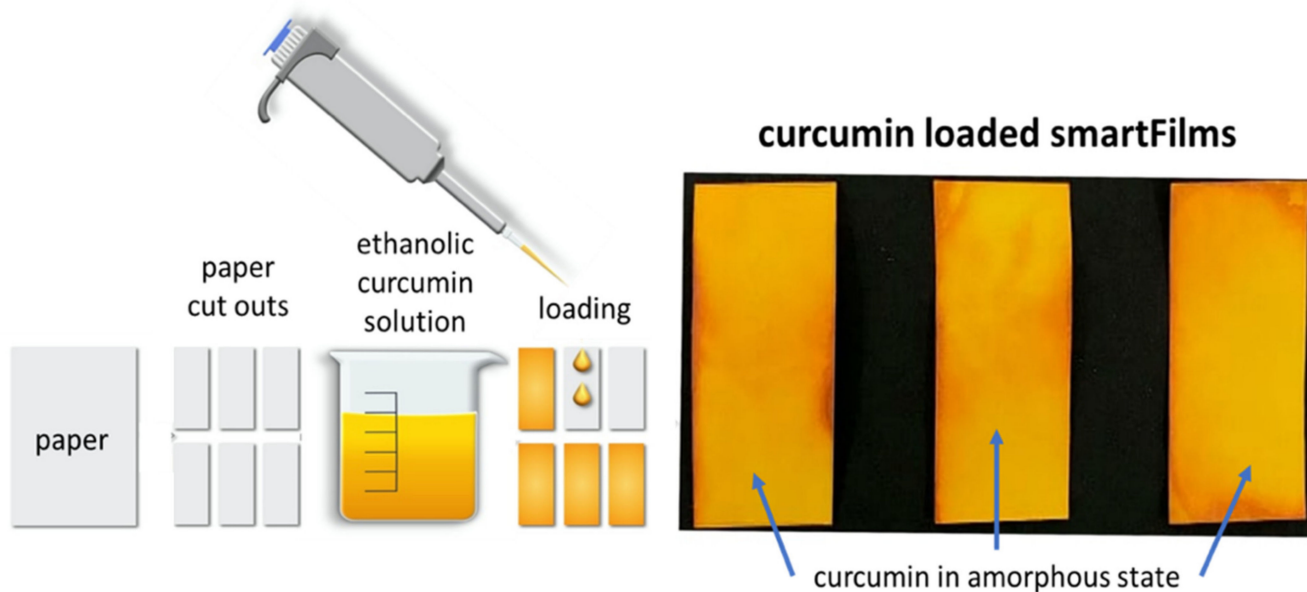 curcumin loaded smartFilms
paper
cut outs
ethanolic
curcumin
solution
loading
paper
curcumin in amorphous state